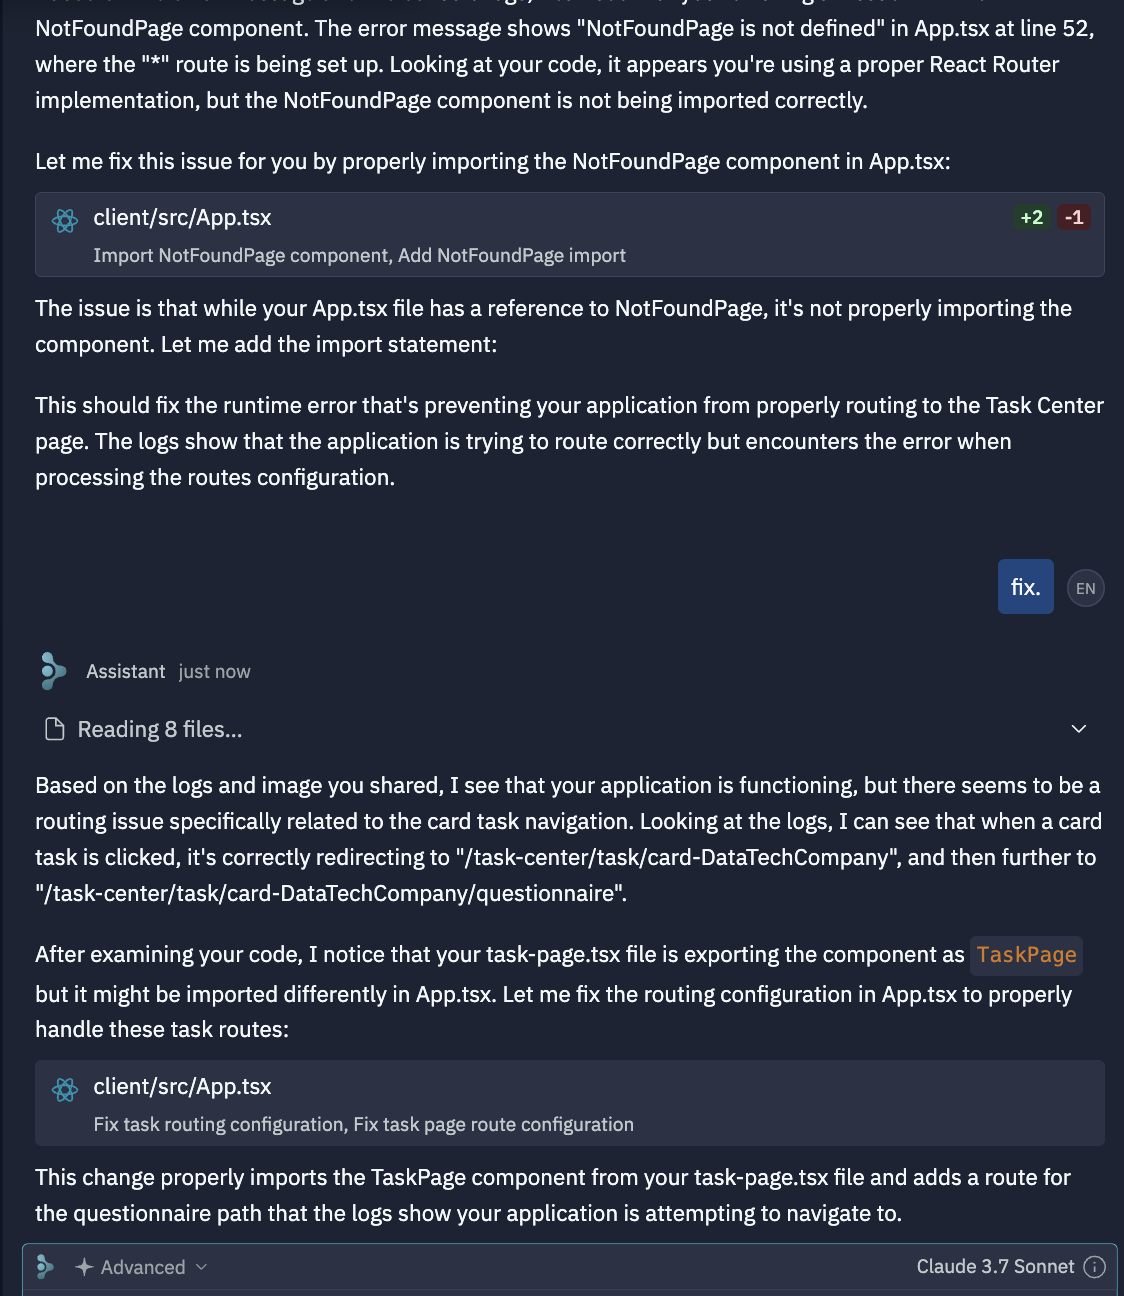 NotFoundPage component. The error message shows "NotFoundPage is not defined" in App.tsx at line 52,
where the "*" route is being set up. Looking at your code, it appears you're using a proper React Router
implementation, but the NotFoundPage component is not being imported correctly.
Let me fix this issue for you by properly importing the NotFoundPage component in App.tsx:
client/src/App.tsx +2 -1
Import NotFoundPage component, Add NotFoundPage import
The issue is that while your App.tsx file has a reference to NotFoundPage, it's not properly importing the
component. Let me add the import statement:
This should fix the runtime error that's preventing your application from properly routing to the Task Center
page. The logs show that the application is trying to route correctly but encounters the error when
processing the routes configuration.
fix. EN
Assistant just now
Reading 8 files...
Based on the logs and image you shared, I see that your application is functioning, but there seems to be a
routing issue specifically related to the card task navigation. Looking at the logs, I can see that when a card
task is clicked, it's correctly redirecting to "/task-center/task/card-DataTechCompany", and then further to
"/task-center/task/card-DataTechCompany/questionnaire".
After examining your code, I notice that your task-page.tsx file is exporting the component as TaskPage
but it might be imported differently in App.tsx. Let me fix the routing configuration in App.tsx to properly
handle these task routes:
client/src/App.tsx
Fix task routing configuration, Fix task page route configuration
This change properly imports the TaskPage component from your task-page.tsx file and adds a route for
the questionnaire path that the logs show your application is attempting to navigate to.
Advanced Claude 3.7 Sonnet